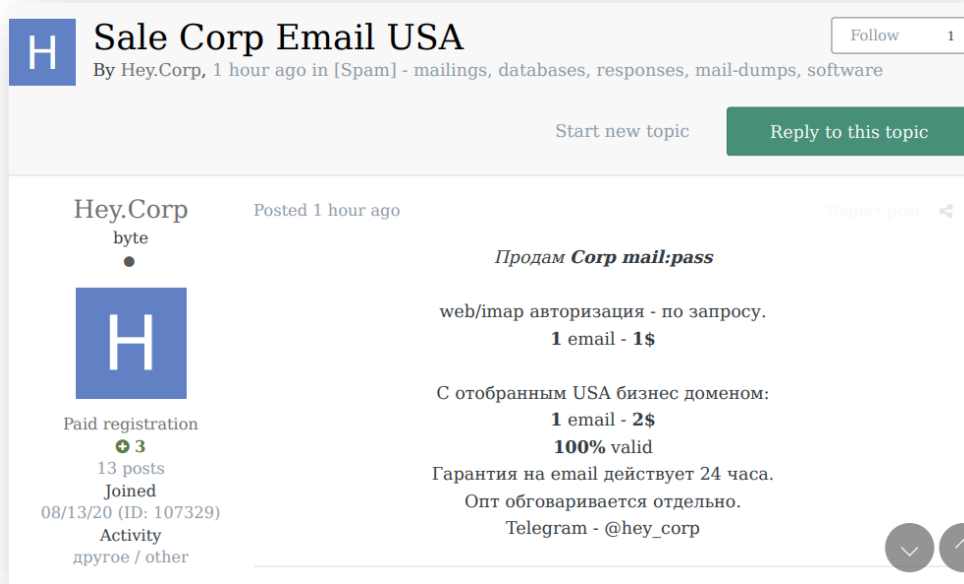 H
Sale Corp Email USA
By Hey.Corp, 1 hour ago in [Spam] - mailings, databases, responses, mail-dumps, software
Follow 1
Start new topic
Reply to this topic
Hey.Corp
byte
H
Paid registration
3
13 posts
Joined
08/13/20 (ID: 107329)
Activity
другое / other
Posted 1 hour ago
Report post
Продам Corp mail:pass
web/imap авторизация - по запросу.
1 email - 1$
С отобранным USA бизнес доменом:
1 email - 2$
100% valid
Гарантия на email действует 24 часа.
Опт обговаривается отдельно.
Telegram - @hey_corp